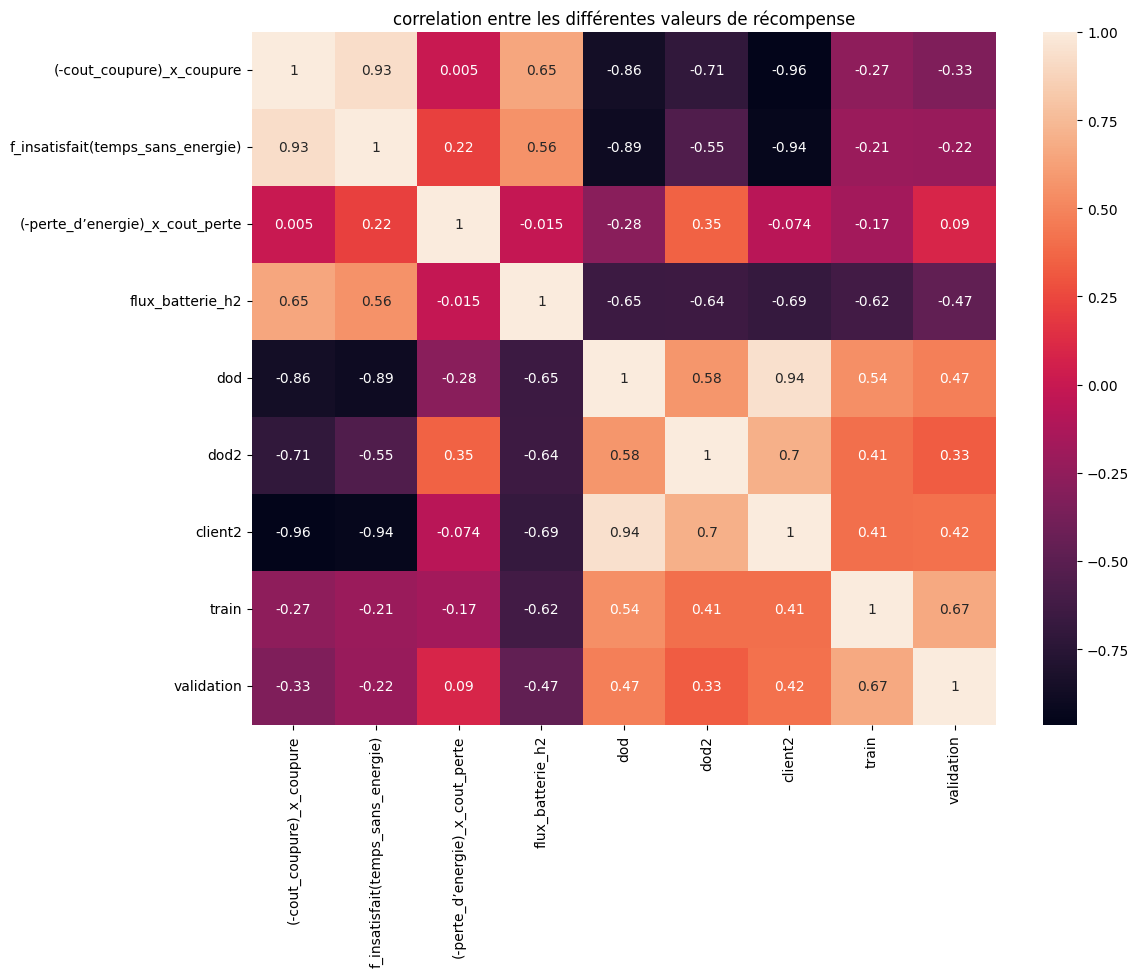 correlation entre les différentes valeurs de récompense
(-cout_coupure)_x_coupure 1 0.93 0.005 0.65 -0.86 -0.71 -0.96 -0.27 -0.33
f_insatisfait(temps_sans_energie) 0.93 1 0.22 0.56 -0.89 -0.55 -0.94 -0.21 -0.22
(-perte_d’energie)_x_cout_perte 0.005 0.22 1 -0.015 -0.28 0.35 -0.074 -0.17 0.09
flux_batterie_h2 0.65 0.56 -0.015 1 -0.65 -0.64 -0.69 -0.62 -0.47
dod -0.86 -0.89 -0.28 -0.65 1 0.58 0.94 0.54 0.47
dod2 -0.71 -0.55 0.35 -0.64 0.58 1 0.7 0.41 0.33
client2 -0.96 -0.94 -0.074 -0.69 0.94 0.7 1 0.41 0.42
train -0.27 -0.21 -0.17 -0.62 0.54 0.41 0.41 1 0.67
validation -0.33 -0.22 0.09 -0.47 0.47 0.33 0.42 0.67 1
(-cout_coupure)_x_coupure
f_insatisfait(temps_sans_energie)
(-perte_d’energie)_x_cout_perte
flux_batterie_h2
dod
dod2
client2
train
validation
1.00
0.75
0.50
0.25
0.00
−0.25
−0.50
−0.75